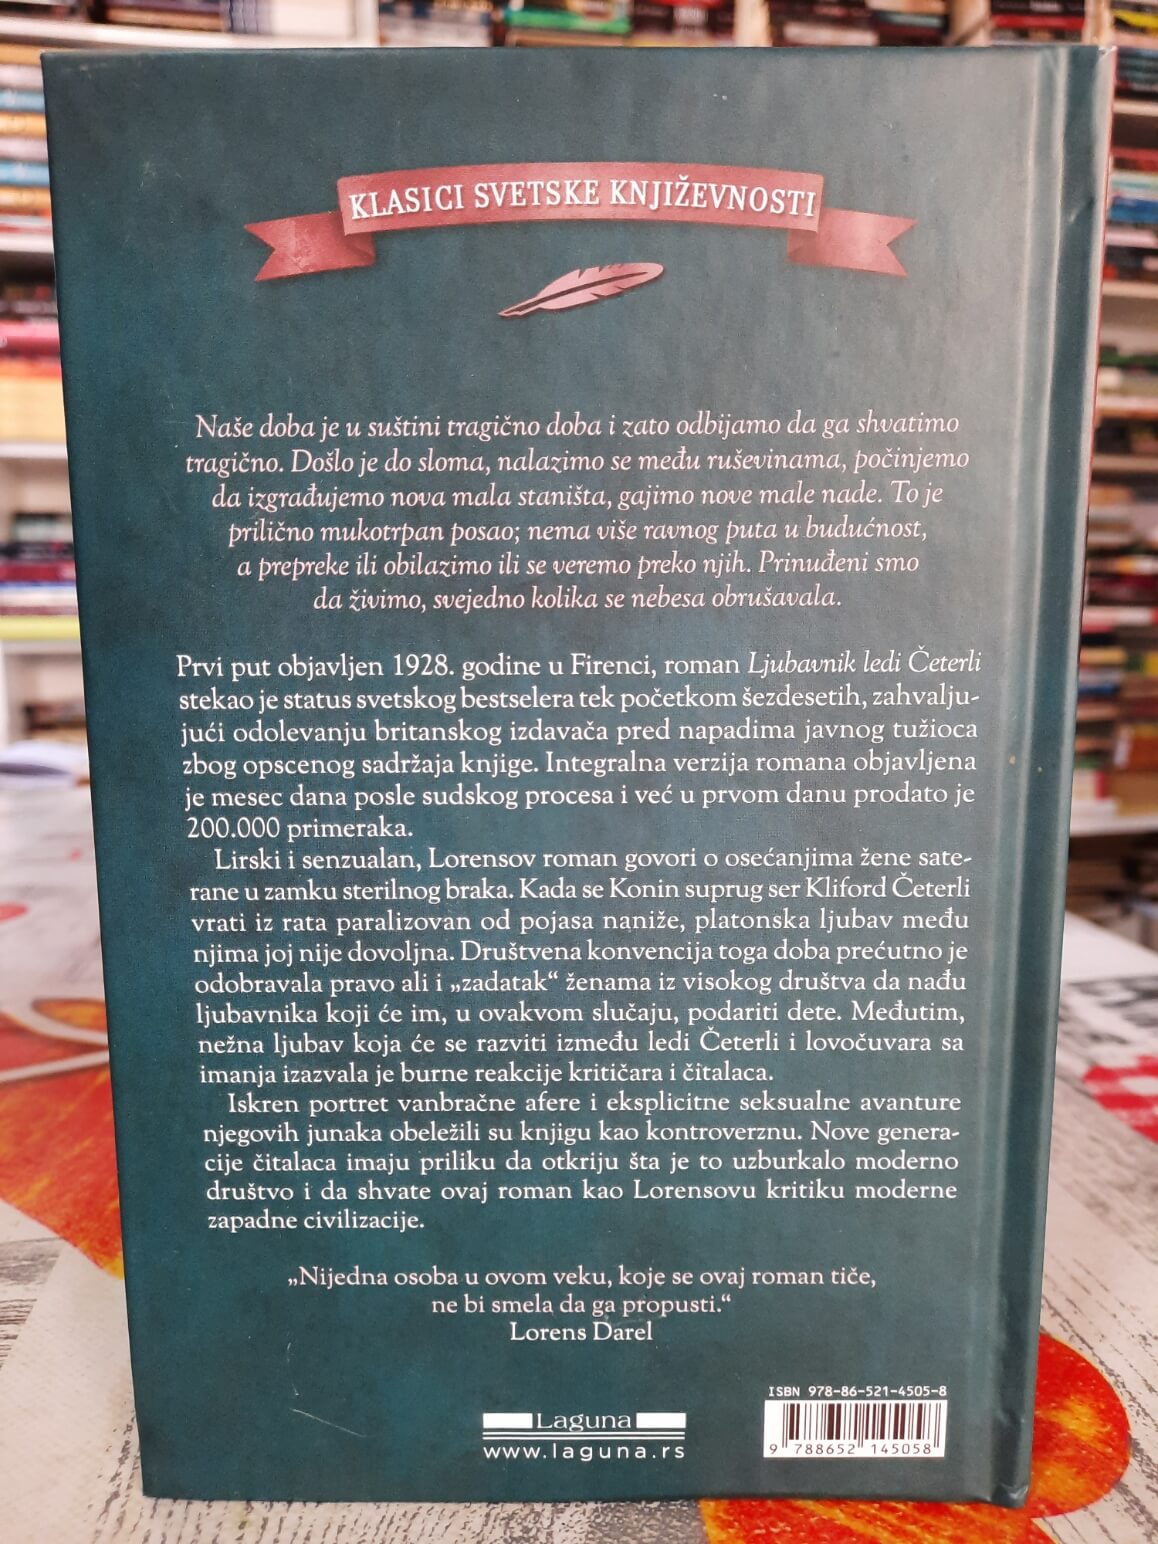 KLASICI SVETSKE KNJIŽEVNOSTI
Naše doba je u suštini tragično doba i zato odbijamo da ga shvatimo
tragično. Došlo je do sloma, nalazimo se među ruševinama, počinjemo
da izgrađujemo nova mala staništa, gajimo nove male nade. To je
prilično mukotrpan posao; nema više ravnog puta u budućnost,
a prepreke ili obilazimo ili se veremo preko njih. Prinuđeni smo
da živimo, svejedno kolika se nebesa obrušavala.
Prvi put objavljen 1928. godine u Firenci, roman Ljubavnik ledi Četerli
stekao je status svetskog bestselera tek početkom šezdesetih, zahvalju-
jući odolevanju britanskog izdavača pred napadima javnog tužioca
zbog opscenog sadržaja knjige. Integralna verzija romana objavljena
je mesec dana posle sudskog procesa i već u prvom danu prodato je
200.000 primeraka.
Lirski i senzualan, Lorensov roman govori o osećanjima žene sate-
rane u zamku sterilnog braka. Kada se Konin suprug ser Kliford Četerli
vrati iz rata paralizovan od pojasa naniže, platonska ljubav među
njima joj nije dovoljna. Društvena konvencija toga doba prećutno je
odobravala pravo ali i „zadatak“ ženama iz visokog društva da nađu
ljubavnika koji će im, u ovakvom slučaju, podariti dete. Međutim,
nežna ljubav koja će se razviti između ledi Četerli i lovočuvara sa
imanja izazvala je burne reakcije kritičara i čitalaca.
Iskren portret vanbračne afere i eksplicitne seksualne avanture
njegovih junaka obeležili su knjigu kao kontroverznu. Nove genera-
cije čitalaca imaju priliku da otkriju šta je to uzburkalo moderno
društvo i da shvate ovaj roman kao Lorensovu kritiku moderne
zapadne civilizacije.
„Nijedna osoba u ovom veku, koje se ovaj roman tiče,
ne bi smela da ga propusti.“
Lorens Darel
ISBN 978-86-521-4505-8
Laguna
www.laguna.rs
9 788652 145058